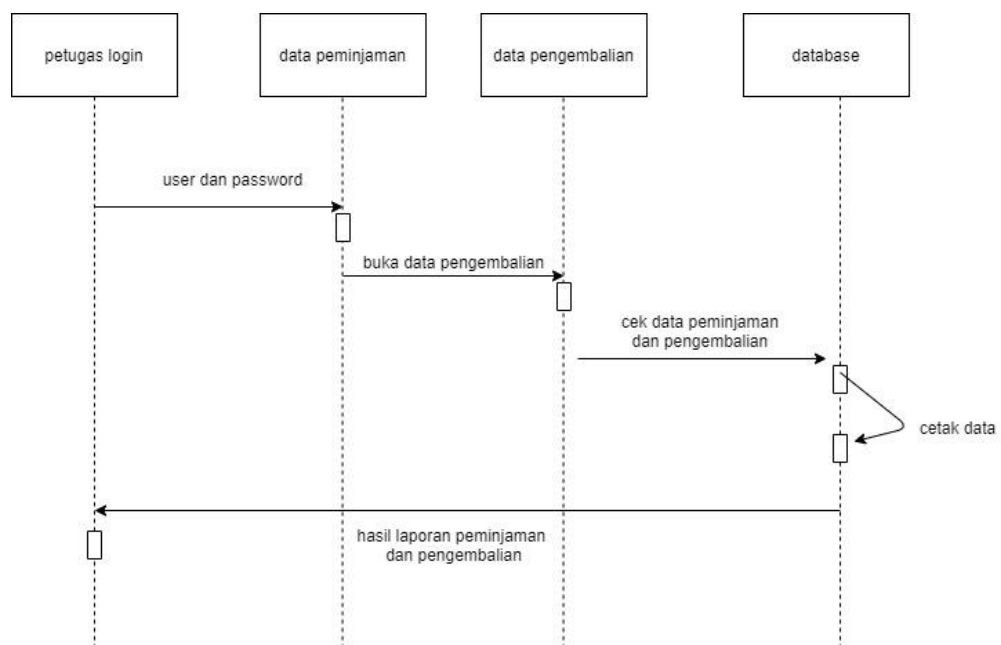 petugas login
data peminjaman
data pengembalian
database
user dan password
buka data pengembalian
cek data peminjaman
dan pengembalian
cetak data
hasil laporan peminjaman
dan pengembalian